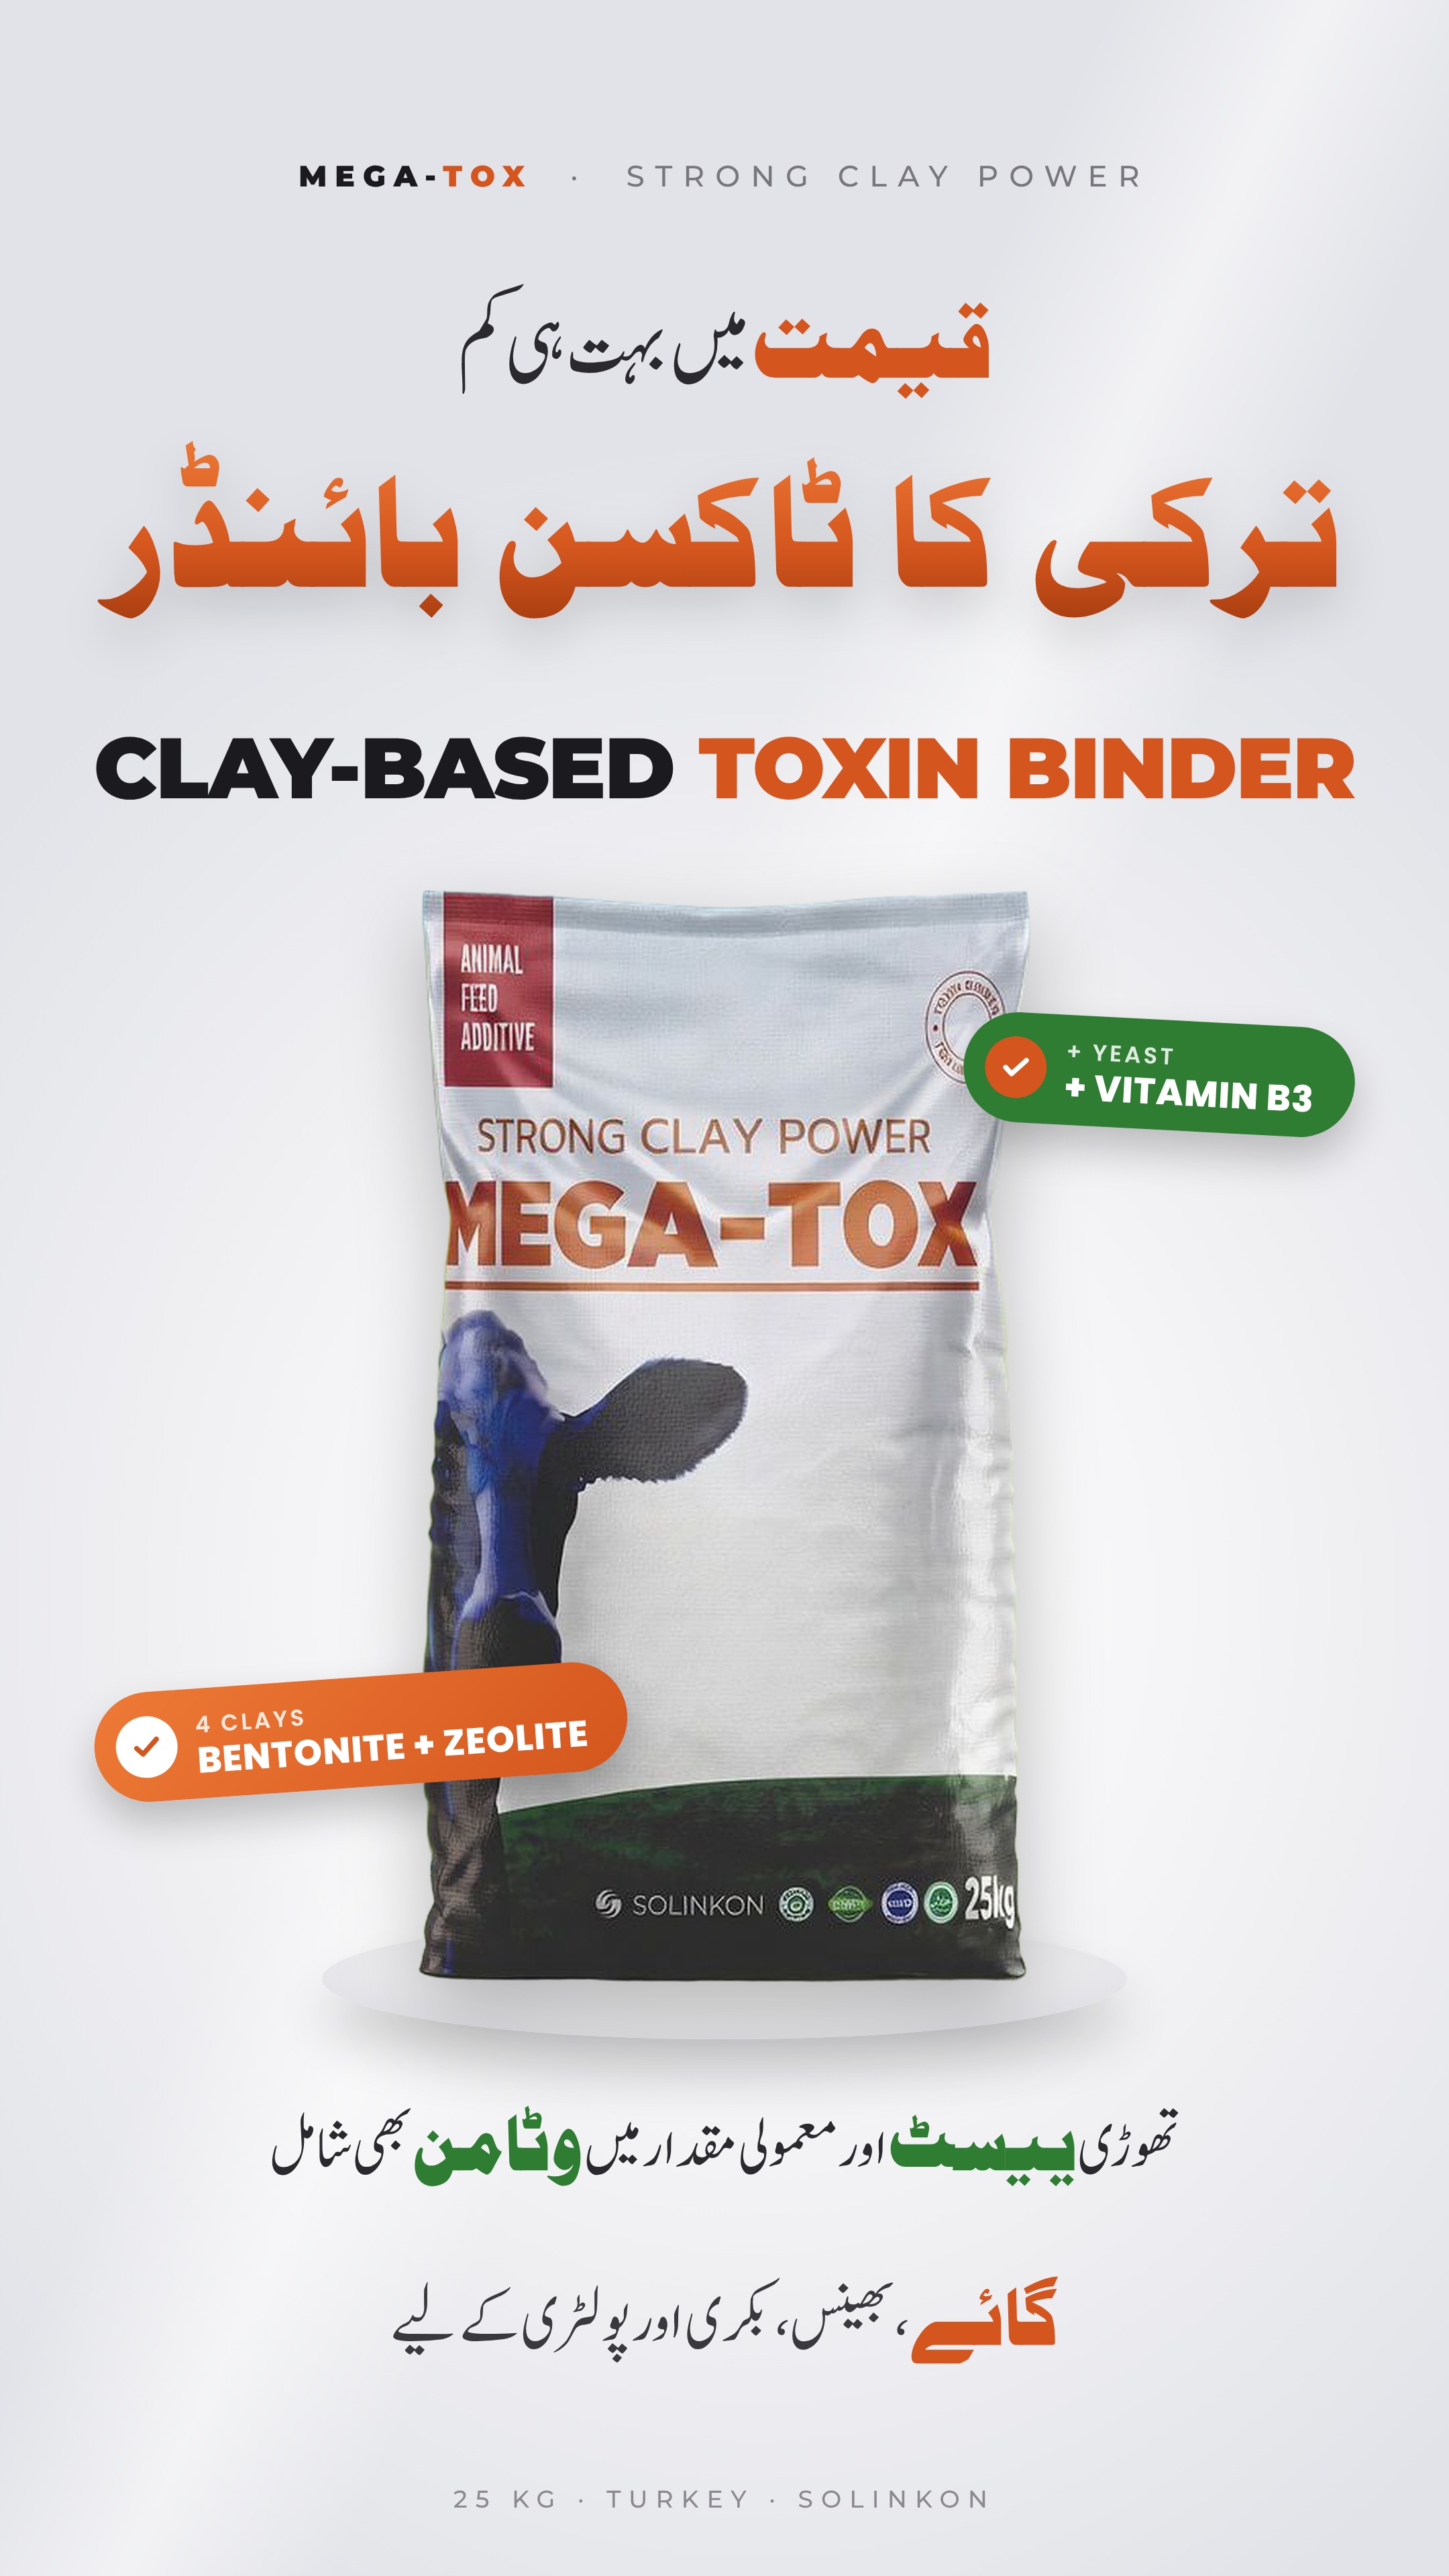 MEGA-TOX · STRONG CLAY POWER
قیمت میں بہت ہی کم
ترکی کا ٹاکسن بائنڈر
CLAY-BASED TOXIN BINDER
ANIMAL
FEED
ADDITIVE
+ YEAST
+ VITAMIN B3
STRONG CLAY POWER
MEGA-TOX
4 CLAYS
BENTONITE + ZEOLITE
SOLINKON 25kg
تھوڑی ییسٹ اور معمولی مقدار میں وٹامن بھی شامل
گائے، بھینس، بکری اور پولٹری کے لیے
25 KG · TURKEY · SOLINKON